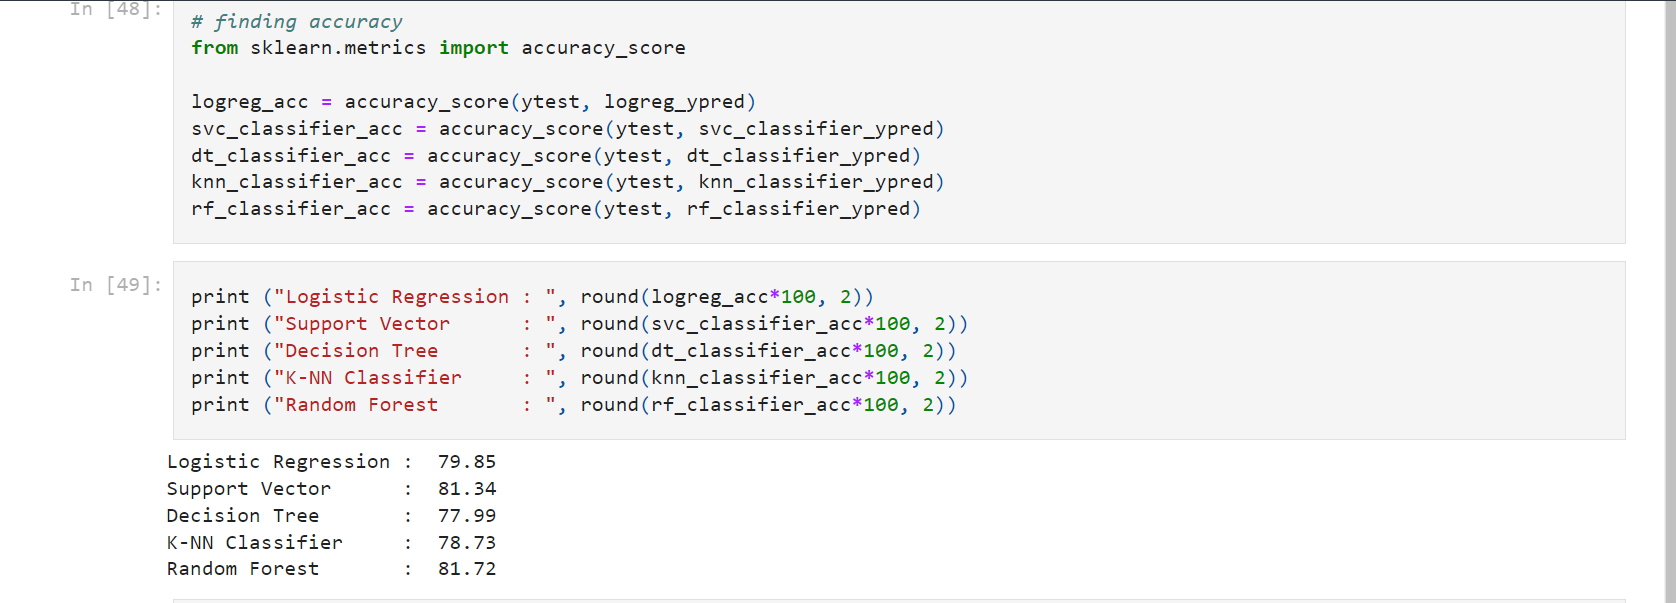 In [48]:
# finding accuracy
from sklearn.metrics import accuracy_score
logreg_acc = accuracy_score(ytest, logreg_ypred)
svc_classifier_acc = accuracy_score(ytest, svc_classifier_ypred)
dt_classifier_acc = accuracy_score(ytest, dt_classifier_ypred)
knn_classifier_acc = accuracy_score(ytest, knn_classifier_ypred)
rf_classifier_acc = accuracy_score(ytest, rf_classifier_ypred)
In [49]:
print ("Logistic Regression : ", round(logreg_acc*100, 2))
print ("Support Vector      : ", round(svc_classifier_acc*100, 2))
print ("Decision Tree       : ", round(dt_classifier_acc*100, 2))
print ("K-NN Classifier     : ", round(knn_classifier_acc*100, 2))
print ("Random Forest       : ", round(rf_classifier_acc*100, 2))
Logistic Regression :  79.85
Support Vector      :  81.34
Decision Tree       :  77.99
K-NN Classifier     :  78.73
Random Forest       :  81.72